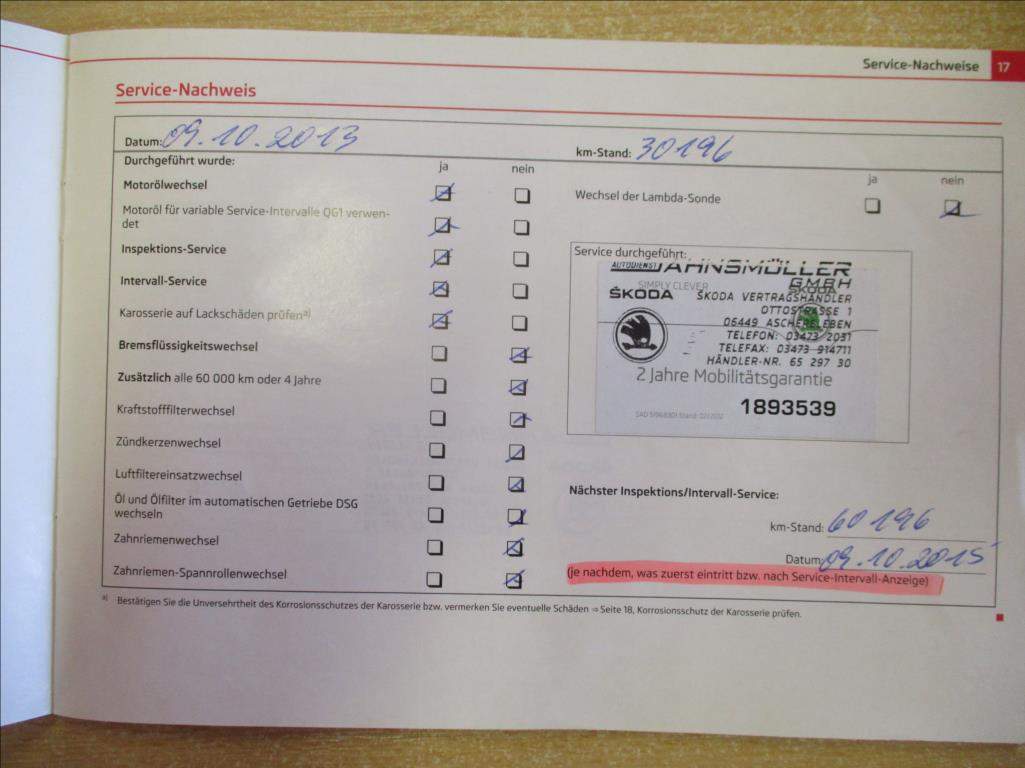 Service-Nachweise 17
Service-Nachweis
Datum: 09.10.2013
km-Stand: 30196
Durchgeführt wurde:
ja nein
Motorölwechsel
Motoröl für variable Service-Intervalle QG1 verwen-
det
Inspektions-Service
Intervall-Service
Karosserie auf Lackschäden prüfen a)
Bremsflüssigkeitswechsel
Zusätzlich alle 60 000 km oder 4 Jahre
Kraftstofffilterwechsel
Zündkerzenwechsel
Luftfiltereinsatzwechsel
Öl und Ölfilter im automatischen Getriebe DSG
wechseln
Zahnriemenwechsel
Zahnriemen-Spannrollenwechsel
ja nein
Wechsel der Lambda-Sonde
Service durchgeführt:
AUTODIENST JAHNSMÜLLER
GMBH
SIMPLY CLEVER
ŠKODA
ŠKODA VERTRAGSHÄNDLER
OTTOSTRASSE 1
06449 ASCHERSLEBEN
TELEFON: 03473 2031
TELEFAX: 03473 914711
HÄNDLER-NR. 65 297 30
2 Jahre Mobilitätsgarantie
1893539
Nächster Inspektions/Intervall-Service:
km-Stand: 60196
Datum: 09.10.2015
(je nachdem, was zuerst eintritt bzw. nach Service-Intervall-Anzeige)
a) Bestätigen Sie die Unversehrtheit des Korrosionsschutzes der Karosserie bzw. vermerken Sie eventuelle Schäden ⇒ Seite 18, Korrosionsschutz der Karosserie prüfen.